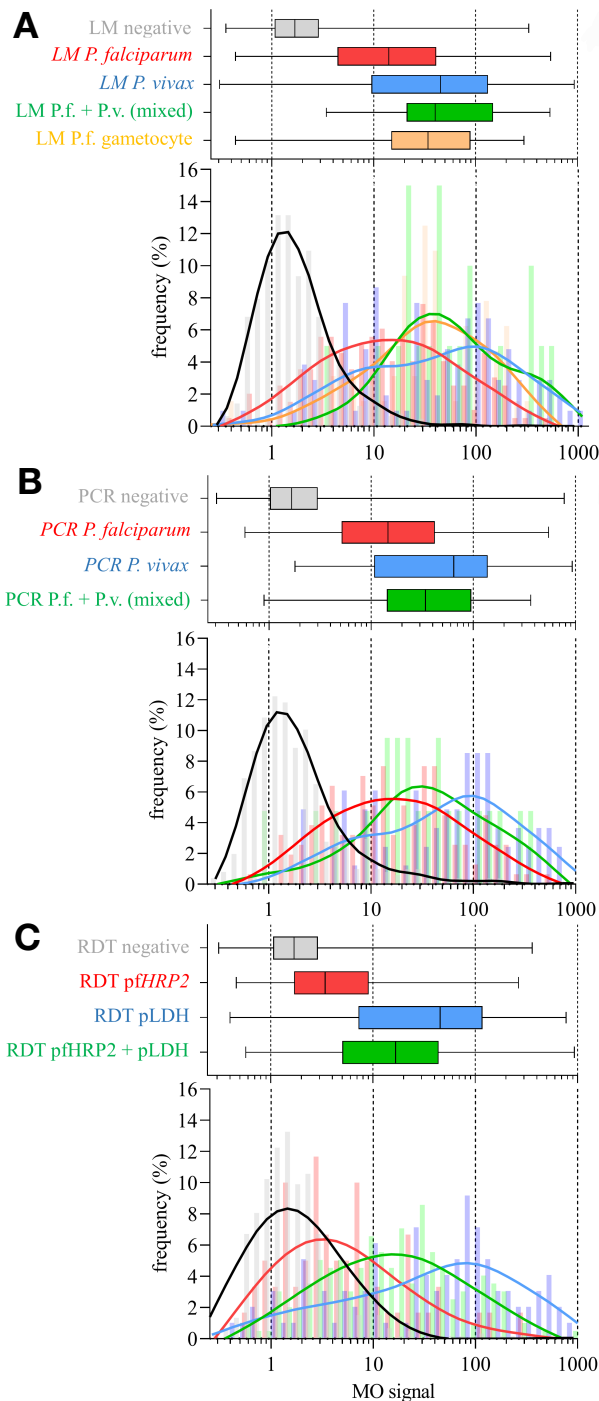 A
LM negative
LM P. falciparum
LM P. vivax
LM P.f. + P.v. (mixed)
LM P.f. gametocyte
16
14
12
10
8
6
4
2
0
frequency (%)
1 10 100 1000
B
PCR negative
PCR P. falciparum
PCR P. vivax
PCR P.f. + P.v. (mixed)
16
14
12
10
8
6
4
2
0
frequency (%)
1 10 100 1000
C
RDT negative
RDT pfHRP2
RDT pLDH
RDT pfHRP2 + pLDH
16
14
12
10
8
6
4
2
0
frequency (%)
1 10 100 1000
MO signal